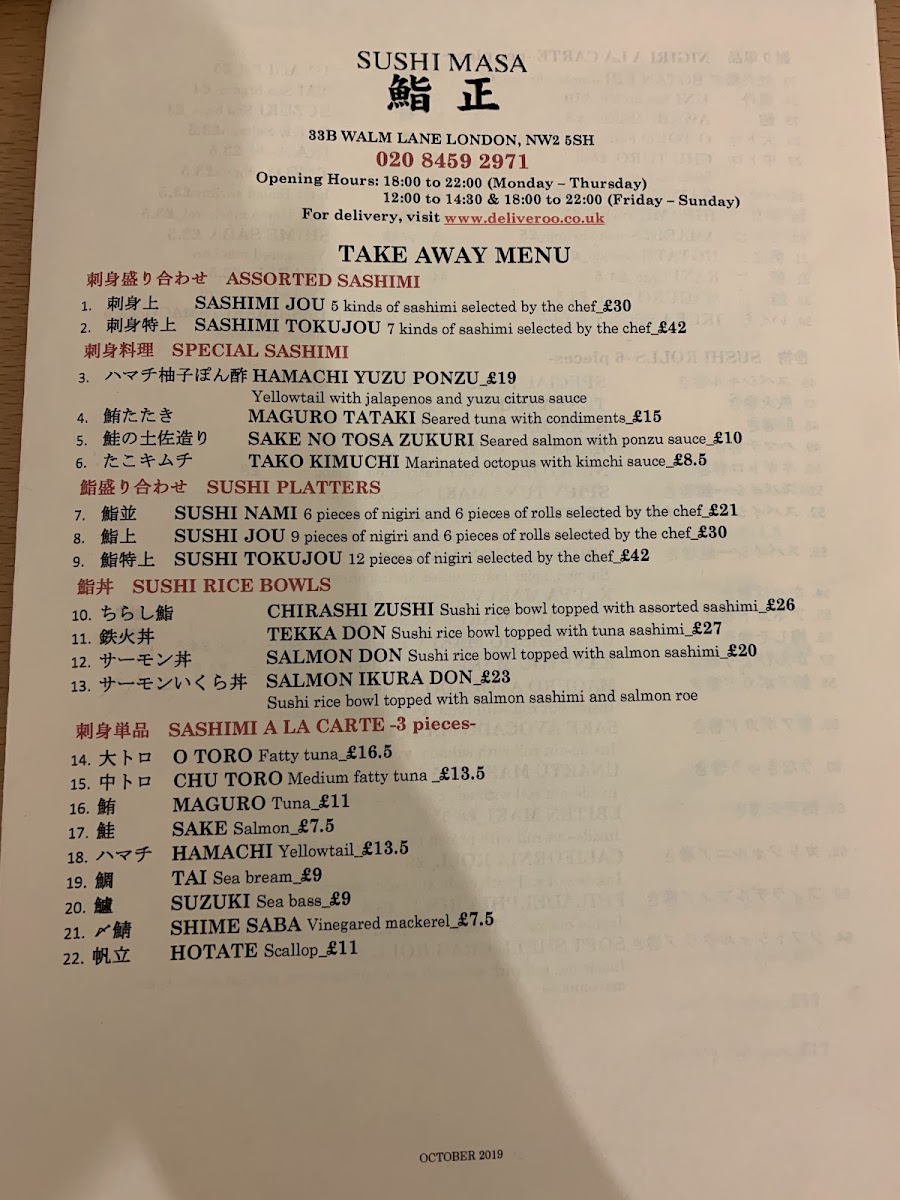 SUSHI MASA
鮨 正
33B WALM LANE LONDON, NW2 5SH
020 8459 2971
Opening Hours: 18:00 to 22:00 (Monday – Thursday)
12:00 to 14:30 & 18:00 to 22:00 (Friday – Sunday)
For delivery, visit www.deliveroo.co.uk
TAKE AWAY MENU
刺身盛り合わせ ASSORTED SASHIMI
1. 刺身上 SASHIMI JOU 5 kinds of sashimi selected by the chef_£30
2. 刺身特上 SASHIMI TOKUJOU 7 kinds of sashimi selected by the chef_£42
刺身料理 SPECIAL SASHIMI
3. ハマチ柚子ぽん酢 HAMACHI YUZU PONZU_£19
Yellowtail with jalapenos and yuzu citrus sauce
4. 鮪たたき MAGURO TATAKI Seared tuna with condiments_£15
5. 鮭の土佐造り SAKE NO TOSA ZUKURI Seared salmon with ponzu sauce_£10
6. たこキムチ TAKO KIMUCHI Marinated octopus with kimchi sauce_£8.5
鮨盛り合わせ SUSHI PLATTERS
7. 鮨並 SUSHI NAMI 6 pieces of nigiri and 6 pieces of rolls selected by the chef_£21
8. 鮨上 SUSHI JOU 9 pieces of nigiri and 6 pieces of rolls selected by the chef_£30
9. 鮨特上 SUSHI TOKUJOU 12 pieces of nigiri selected by the chef_£42
鮨丼 SUSHI RICE BOWLS
10. ちらし鮨 CHIRASHI ZUSHI Sushi rice bowl topped with assorted sashimi_£26
11. 鉄火丼 TEKKA DON Sushi rice bowl topped with tuna sashimi_£27
12. サーモン丼 SALMON DON Sushi rice bowl topped with salmon sashimi_£20
13. サーモンいくら丼 SALMON IKURA DON_£23
Sushi rice bowl topped with salmon sashimi and salmon roe
刺身単品 SASHIMI A LA CARTE -3 pieces-
14. 大トロ O TORO Fatty tuna_£16.5
15. 中トロ CHU TORO Medium fatty tuna _£13.5
16. 鮪 MAGURO Tuna_£11
17. 鮭 SAKE Salmon_£7.5
18. ハマチ HAMACHI Yellowtail_£13.5
19. 鯛 TAI Sea bream_£9
20. 鱸 SUZUKI Sea bass_£9
21. 〆鯖 SHIME SABA Vinegared mackerel_£7.5
22. 帆立 HOTATE Scallop_£11
OCTOBER 2019